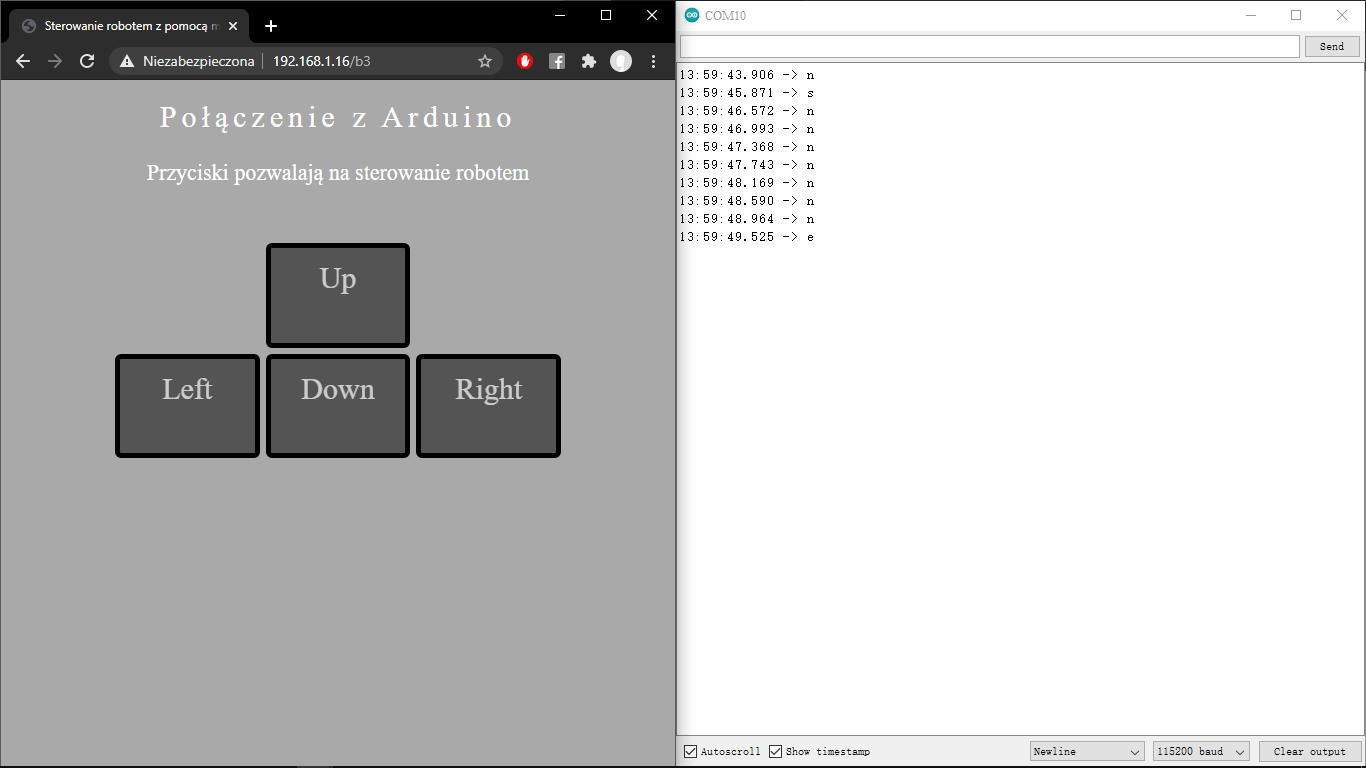 Sterowanie robotem z pomocą
Niezabezpieczona 192.168.1.16/b3
Połączenie z Arduino
Przyciski pozwalają na sterowanie robotem
Up
Left Down Right
COM10
Send
13:59:43.906 -> n
13:59:45.871 -> s
13:59:46.572 -> n
13:59:46.993 -> n
13:59:47.368 -> n
13:59:47.743 -> n
13:59:48.169 -> n
13:59:48.590 -> n
13:59:48.964 -> n
13:59:49.525 -> e
Autoscroll Show timestamp Newline 115200 baud Clear output